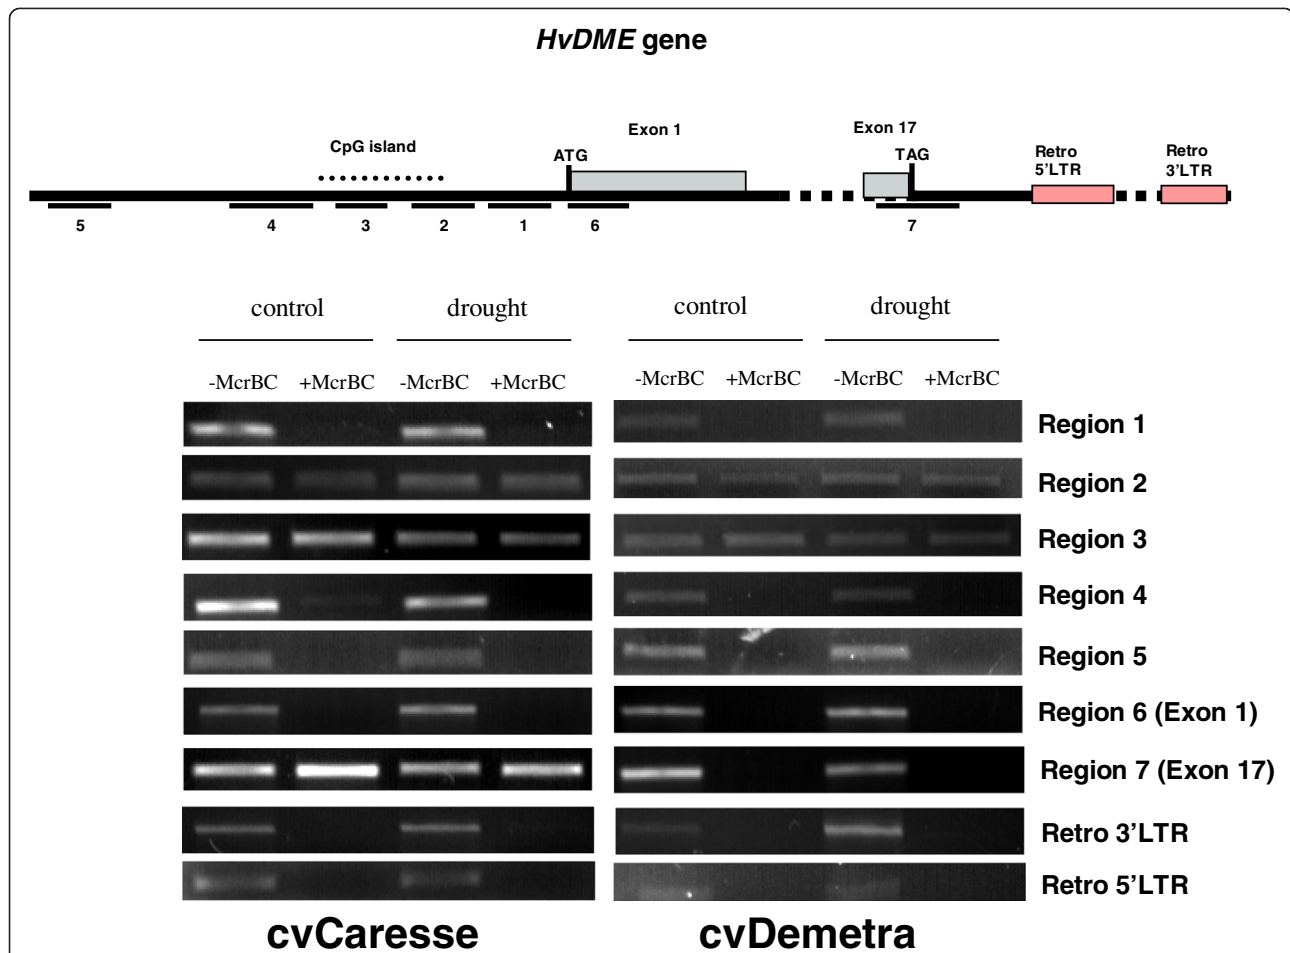 HvDME gene
CpG island
Exon 1
Exon 17
ATG
TAG
Retro
5'LTR
Retro
3'LTR
5 4 3 2 1 6 7
control drought control drought
-McrBC +McrBC -McrBC +McrBC -McrBC +McrBC -McrBC +McrBC
Region 1
Region 2
Region 3
Region 4
Region 5
Region 6 (Exon 1)
Region 7 (Exon 17)
Retro 3'LTR
Retro 5'LTR
cvCaresse cvDemetra